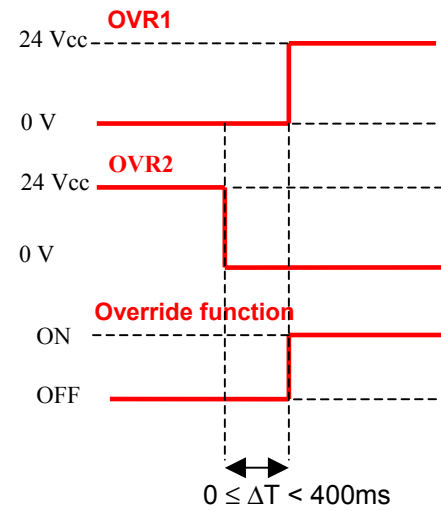 OVR1
24 Vcc
0 V
OVR2
24 Vcc
0 V
Override function
ON
OFF
0 ≤ ΔT < 400ms